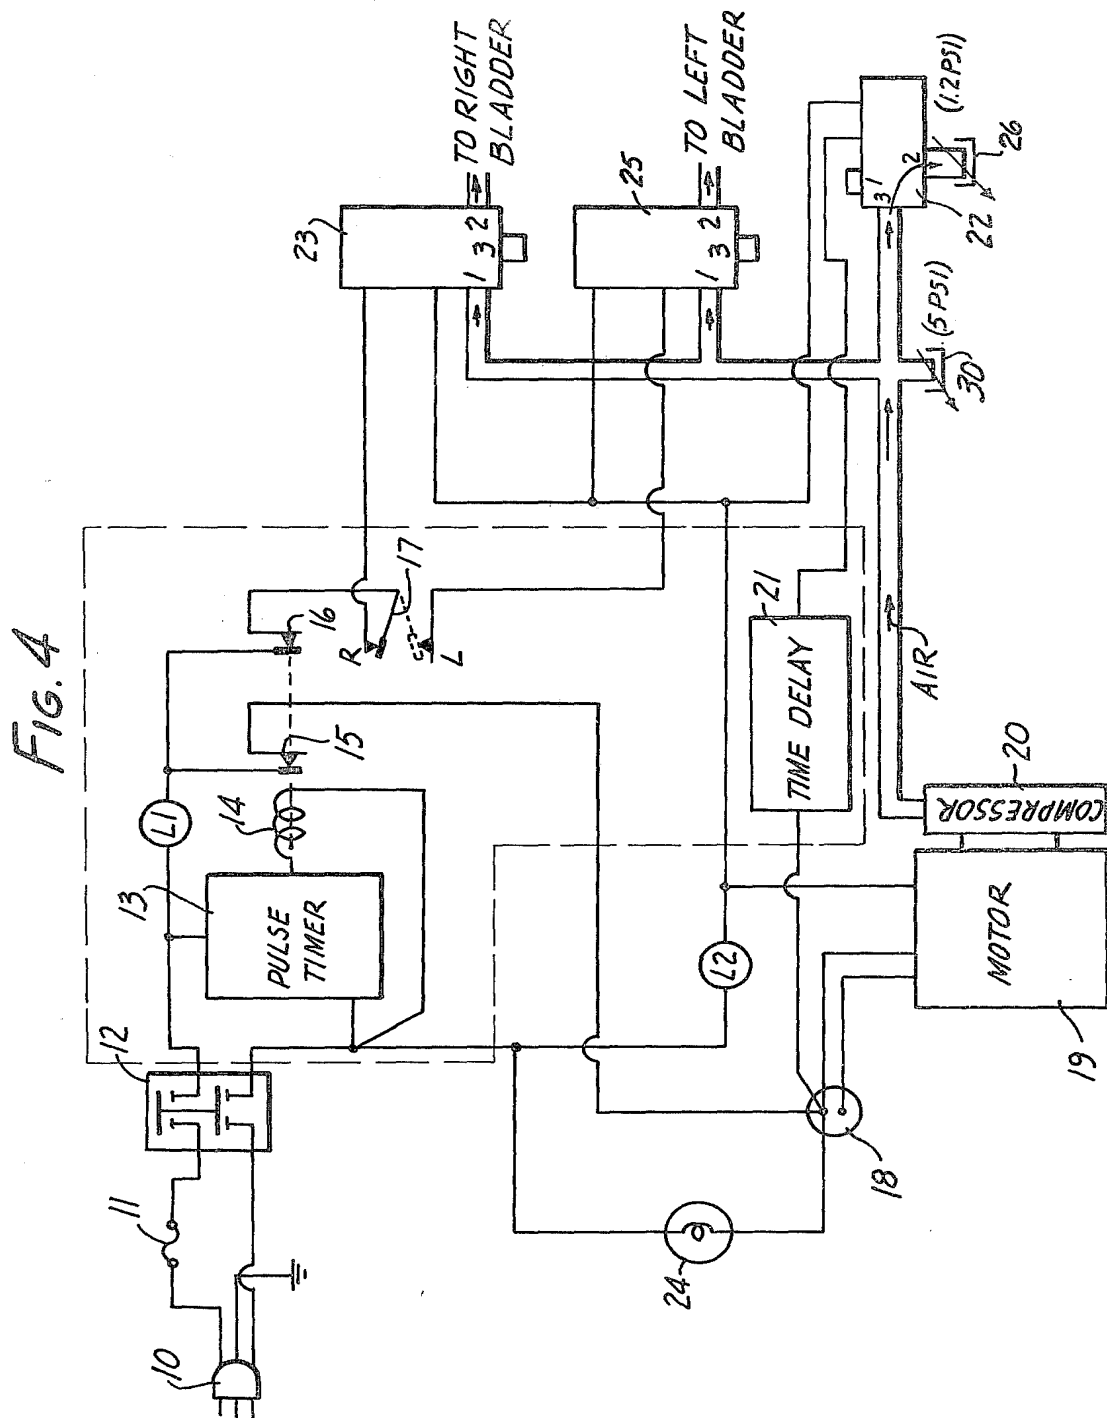 FIG. 4
10
11
12
13
PULSE
TIMER
14
L1
15
16
17
R
L
18
19
MOTOR
20
COMPRESSOR
AIR
21
TIME DELAY
L2
24
23
1
3
2
TO RIGHT
BLADDER
25
1
3
2
TO LEFT
BLADDER
22
3
1
2
(1.2 PSI)
26
(5 PSI)
30